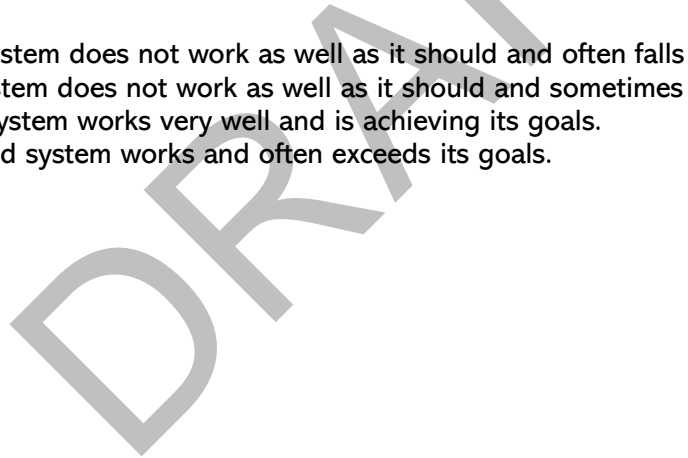 ystem does not work as well as it should and often falls
stem does not work as well as it should and sometimes
ystem works very well and is achieving its goals.
d system works and often exceeds its goals.
DRA